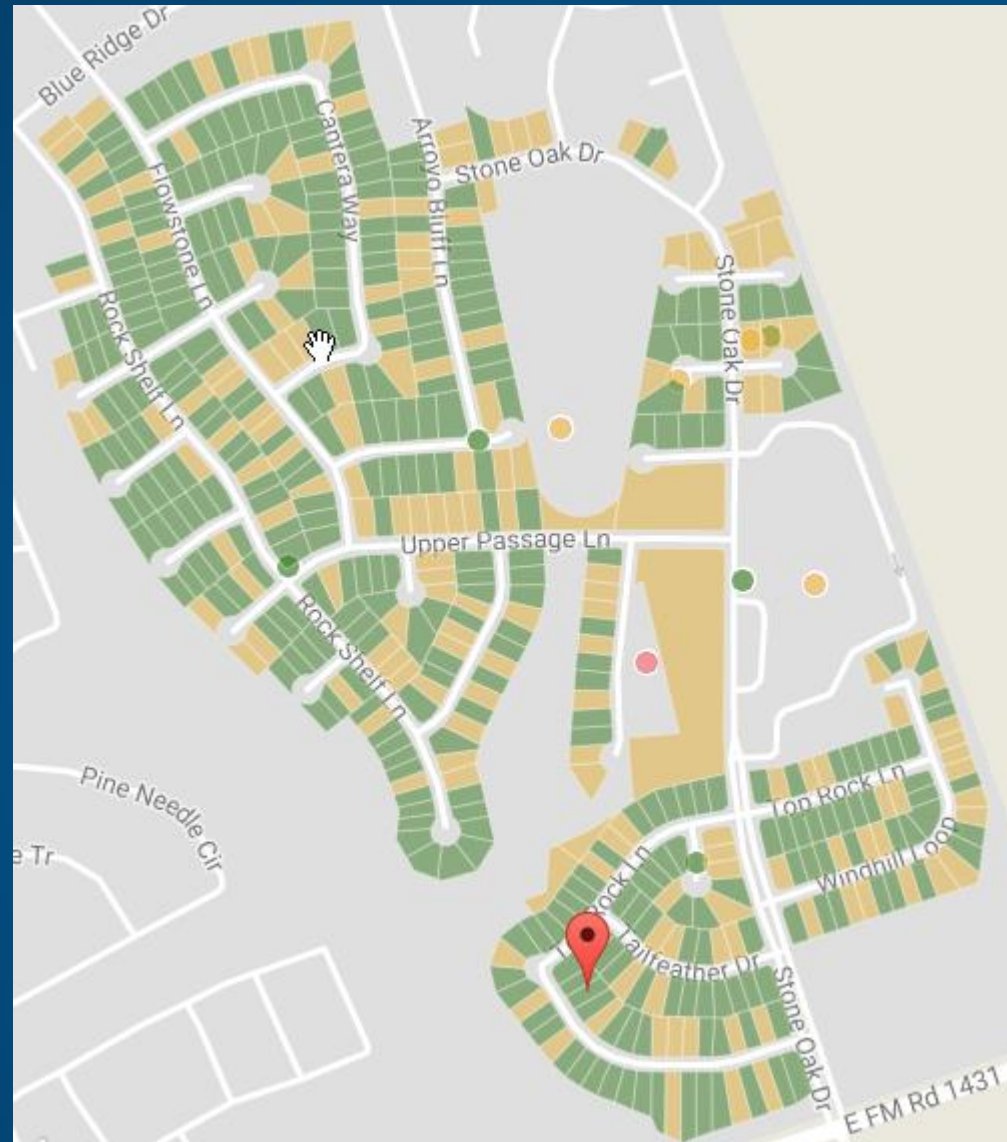 Blue Ridge Dr
Cantera Way
Arroyo Bluff Ln
Stone Oak Dr
Flowstone Ln
Stone Oak Dr
Rock Shelf Ln
Upper Passage Ln
Rock Shelf Ln
Pine Needle Cir
Top Rock Ln
e Tr
Windhill Loop
Rock Ln
Tailfeather Dr
Stone Oak Dr
E FM Rd 1431